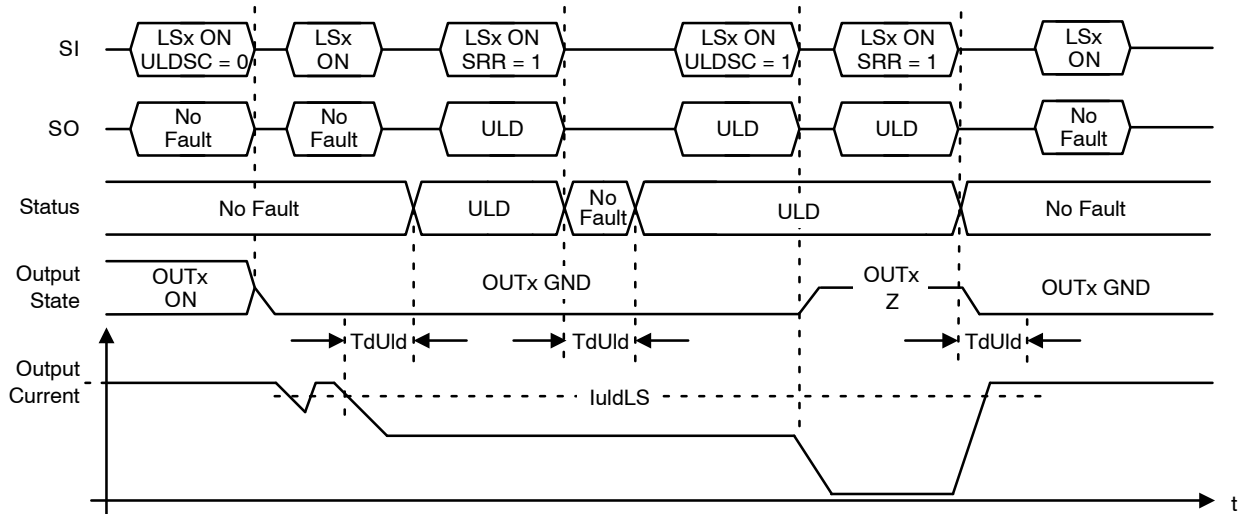 SI
LSx ON
ULDSC = 0
LSx
ON
LSx ON
SRR = 1
LSx ON
ULDSC = 1
LSx ON
SRR = 1
LSx
ON
SO
No
Fault
No
Fault
ULD
ULD
ULD
No
Fault
Status
No Fault
ULD
No
Fault
ULD
No Fault
Output
State
OUTx
ON
OUTx GND
OUTx
Z
OUTx GND
TdUld
TdUld
TdUld
Output
Current
IuldLS
t